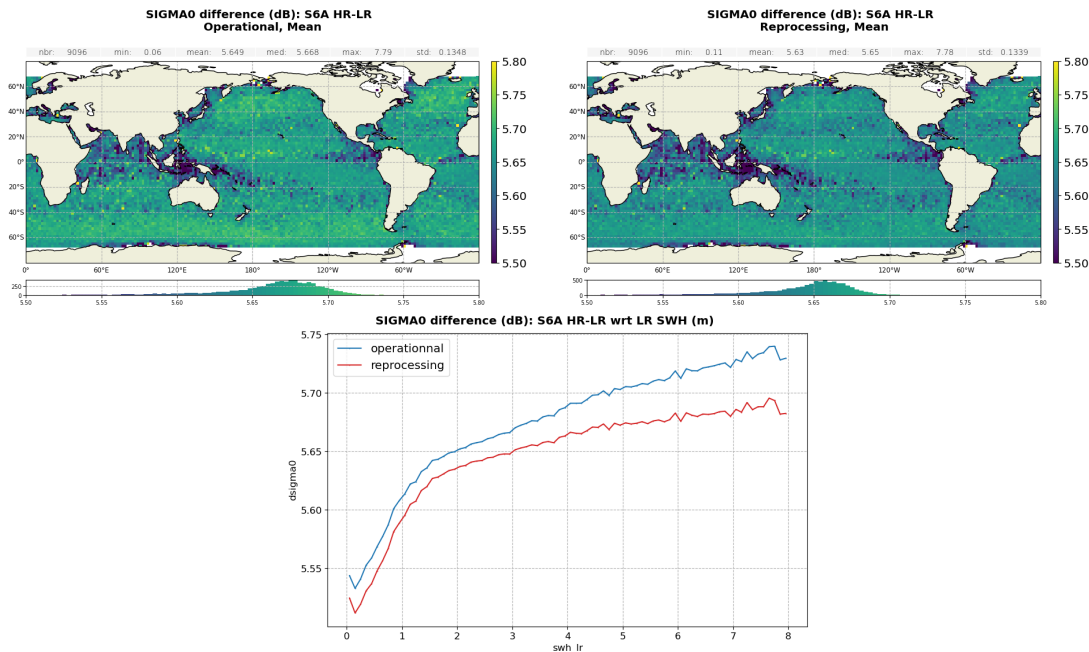 SIGMA0 difference (dB): S6A HR-LR
Operational, Mean
nbr: 9096 min: 0.06 mean: 5.649 med: 5.668 max: 7.79 std: 0.1348
60°N
40°N
20°N
0°
20°S
40°S
60°S
0° 60°E 120°E 180° 120°W 60°W
5.80
5.75
5.70
5.65
5.60
5.55
5.50
250
0
5.50 5.55 5.60 5.65 5.70 5.75 5.80
SIGMA0 difference (dB): S6A HR-LR
Reprocessing, Mean
nbr: 9096 min: 0.11 mean: 5.63 med: 5.65 max: 7.78 std: 0.1339
60°N
40°N
20°N
0°
20°S
40°S
60°S
0° 60°E 120°E 180° 120°W 60°W
5.80
5.75
5.70
5.65
5.60
5.55
5.50
500
0
5.50 5.55 5.60 5.65 5.70 5.75 5.80
SIGMA0 difference (dB): S6A HR-LR wrt LR SWH (m)
operationnal
reprocessing
5.75
5.70
5.65
5.60
5.55
dsigma0
0 1 2 3 4 5 6 7 8
swh_lr